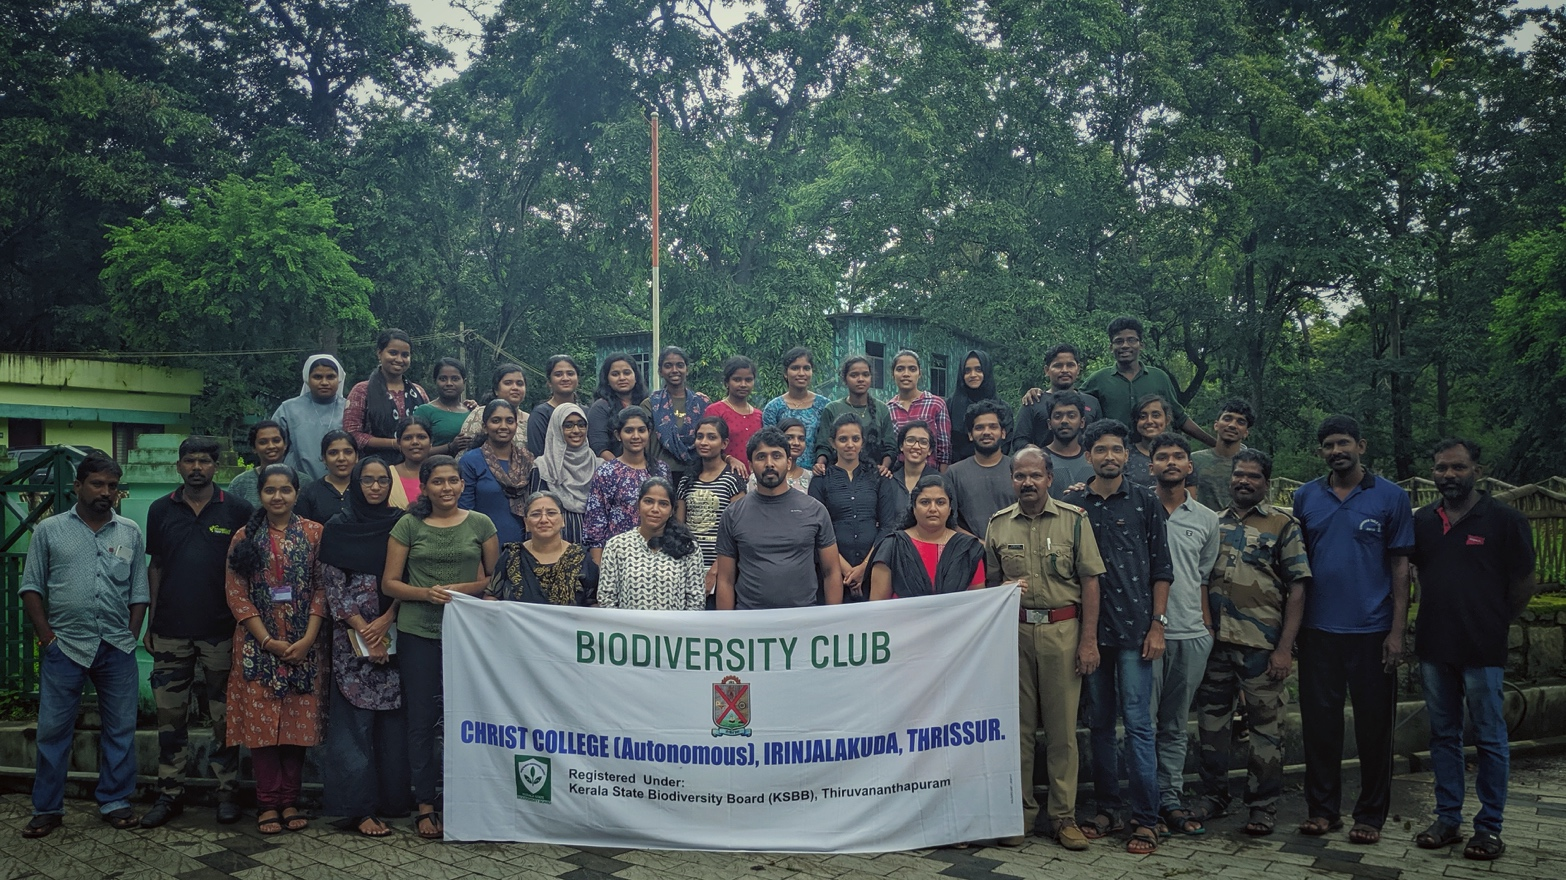 BIODIVERSITY CLUB
CHRIST COLLEGE (Autonomous), IRINJALAKUDA, THRISSUR.
Registered Under:
Kerala State Biodiversity Board (KSBB), Thiruvananthapuram